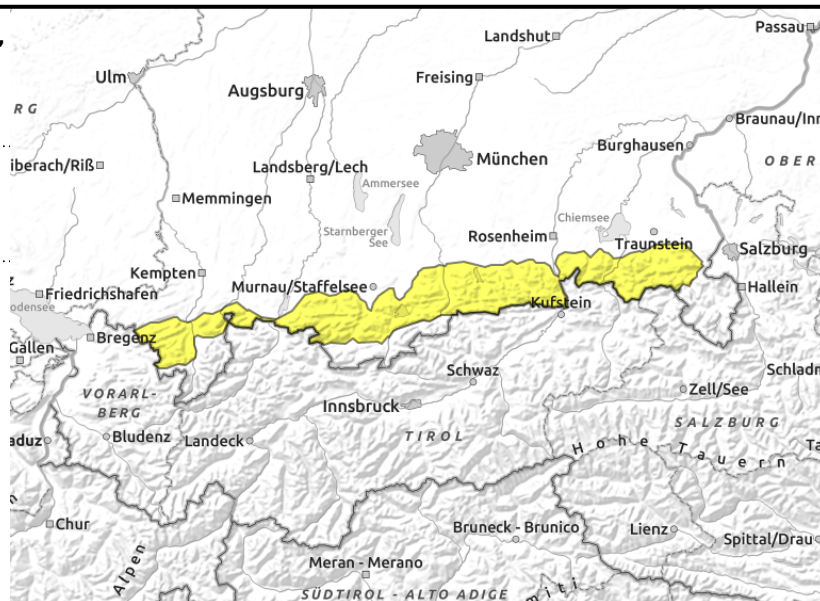 Passau
Landshut
Ulm
Freising
Augsburg
R G
Braunau/Inn
Burghausen
O B E R
iberach/Riß
Landsberg/Lech
München
Ammersee
Memmingen
Chiemsee
Starnberger
See
Rosenheim
Traunstein
Salzburg
Kempten
Murnau/Staffelsee
Hallein
Friedrichshafen
odensee
Kufstein
Bregenz
Gallen
Schwaz
Schladm
Zell/See
VORARL-
BERG
Innsbruck
SALZBURG
TIROL
aduz
Bludenz
Landeck
Hohe Tauern
Ta
Chur
Bruneck - Brunico
Lienz
Spittal/Drau
Alpen
Meran - Merano
SÜDTIROL - ALTO ADIGE
miti